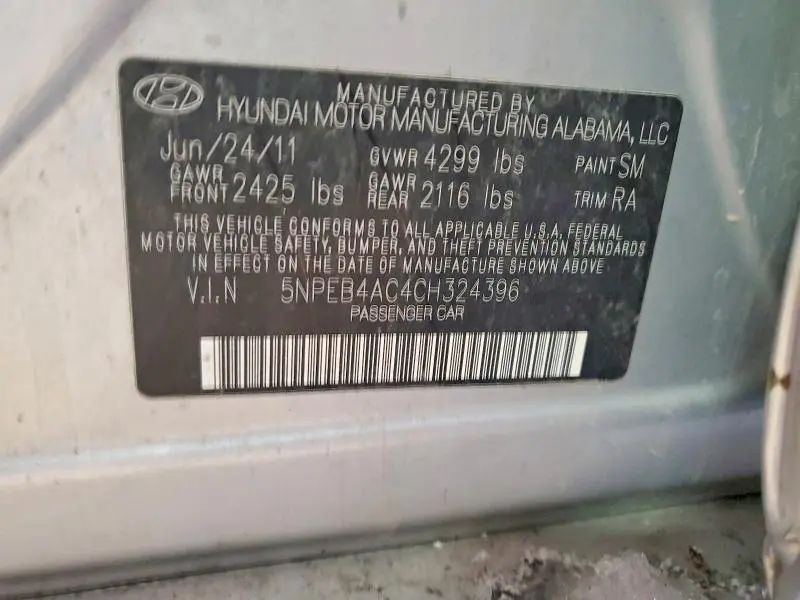 MANUFACTURED BY
HYUNDAI MOTOR MANUFACTURING ALABAMA, LLC
Jun/24/11 GVWR 4299 lbs PAINT SM
GAWR FRONT 2425 lbs GAWR REAR 2116 lbs TRIM RA
THIS VEHICLE CONFORMS TO ALL APPLICABLE U.S.A. FEDERAL
MOTOR VEHICLE SAFETY, BUMPER, AND THEFT PREVENTION STANDARDS
IN EFFECT ON THE DATE OF MANUFACTURE SHOWN ABOVE.
V.I.N 5NPEB4AC4CH324396
PASSENGER CAR